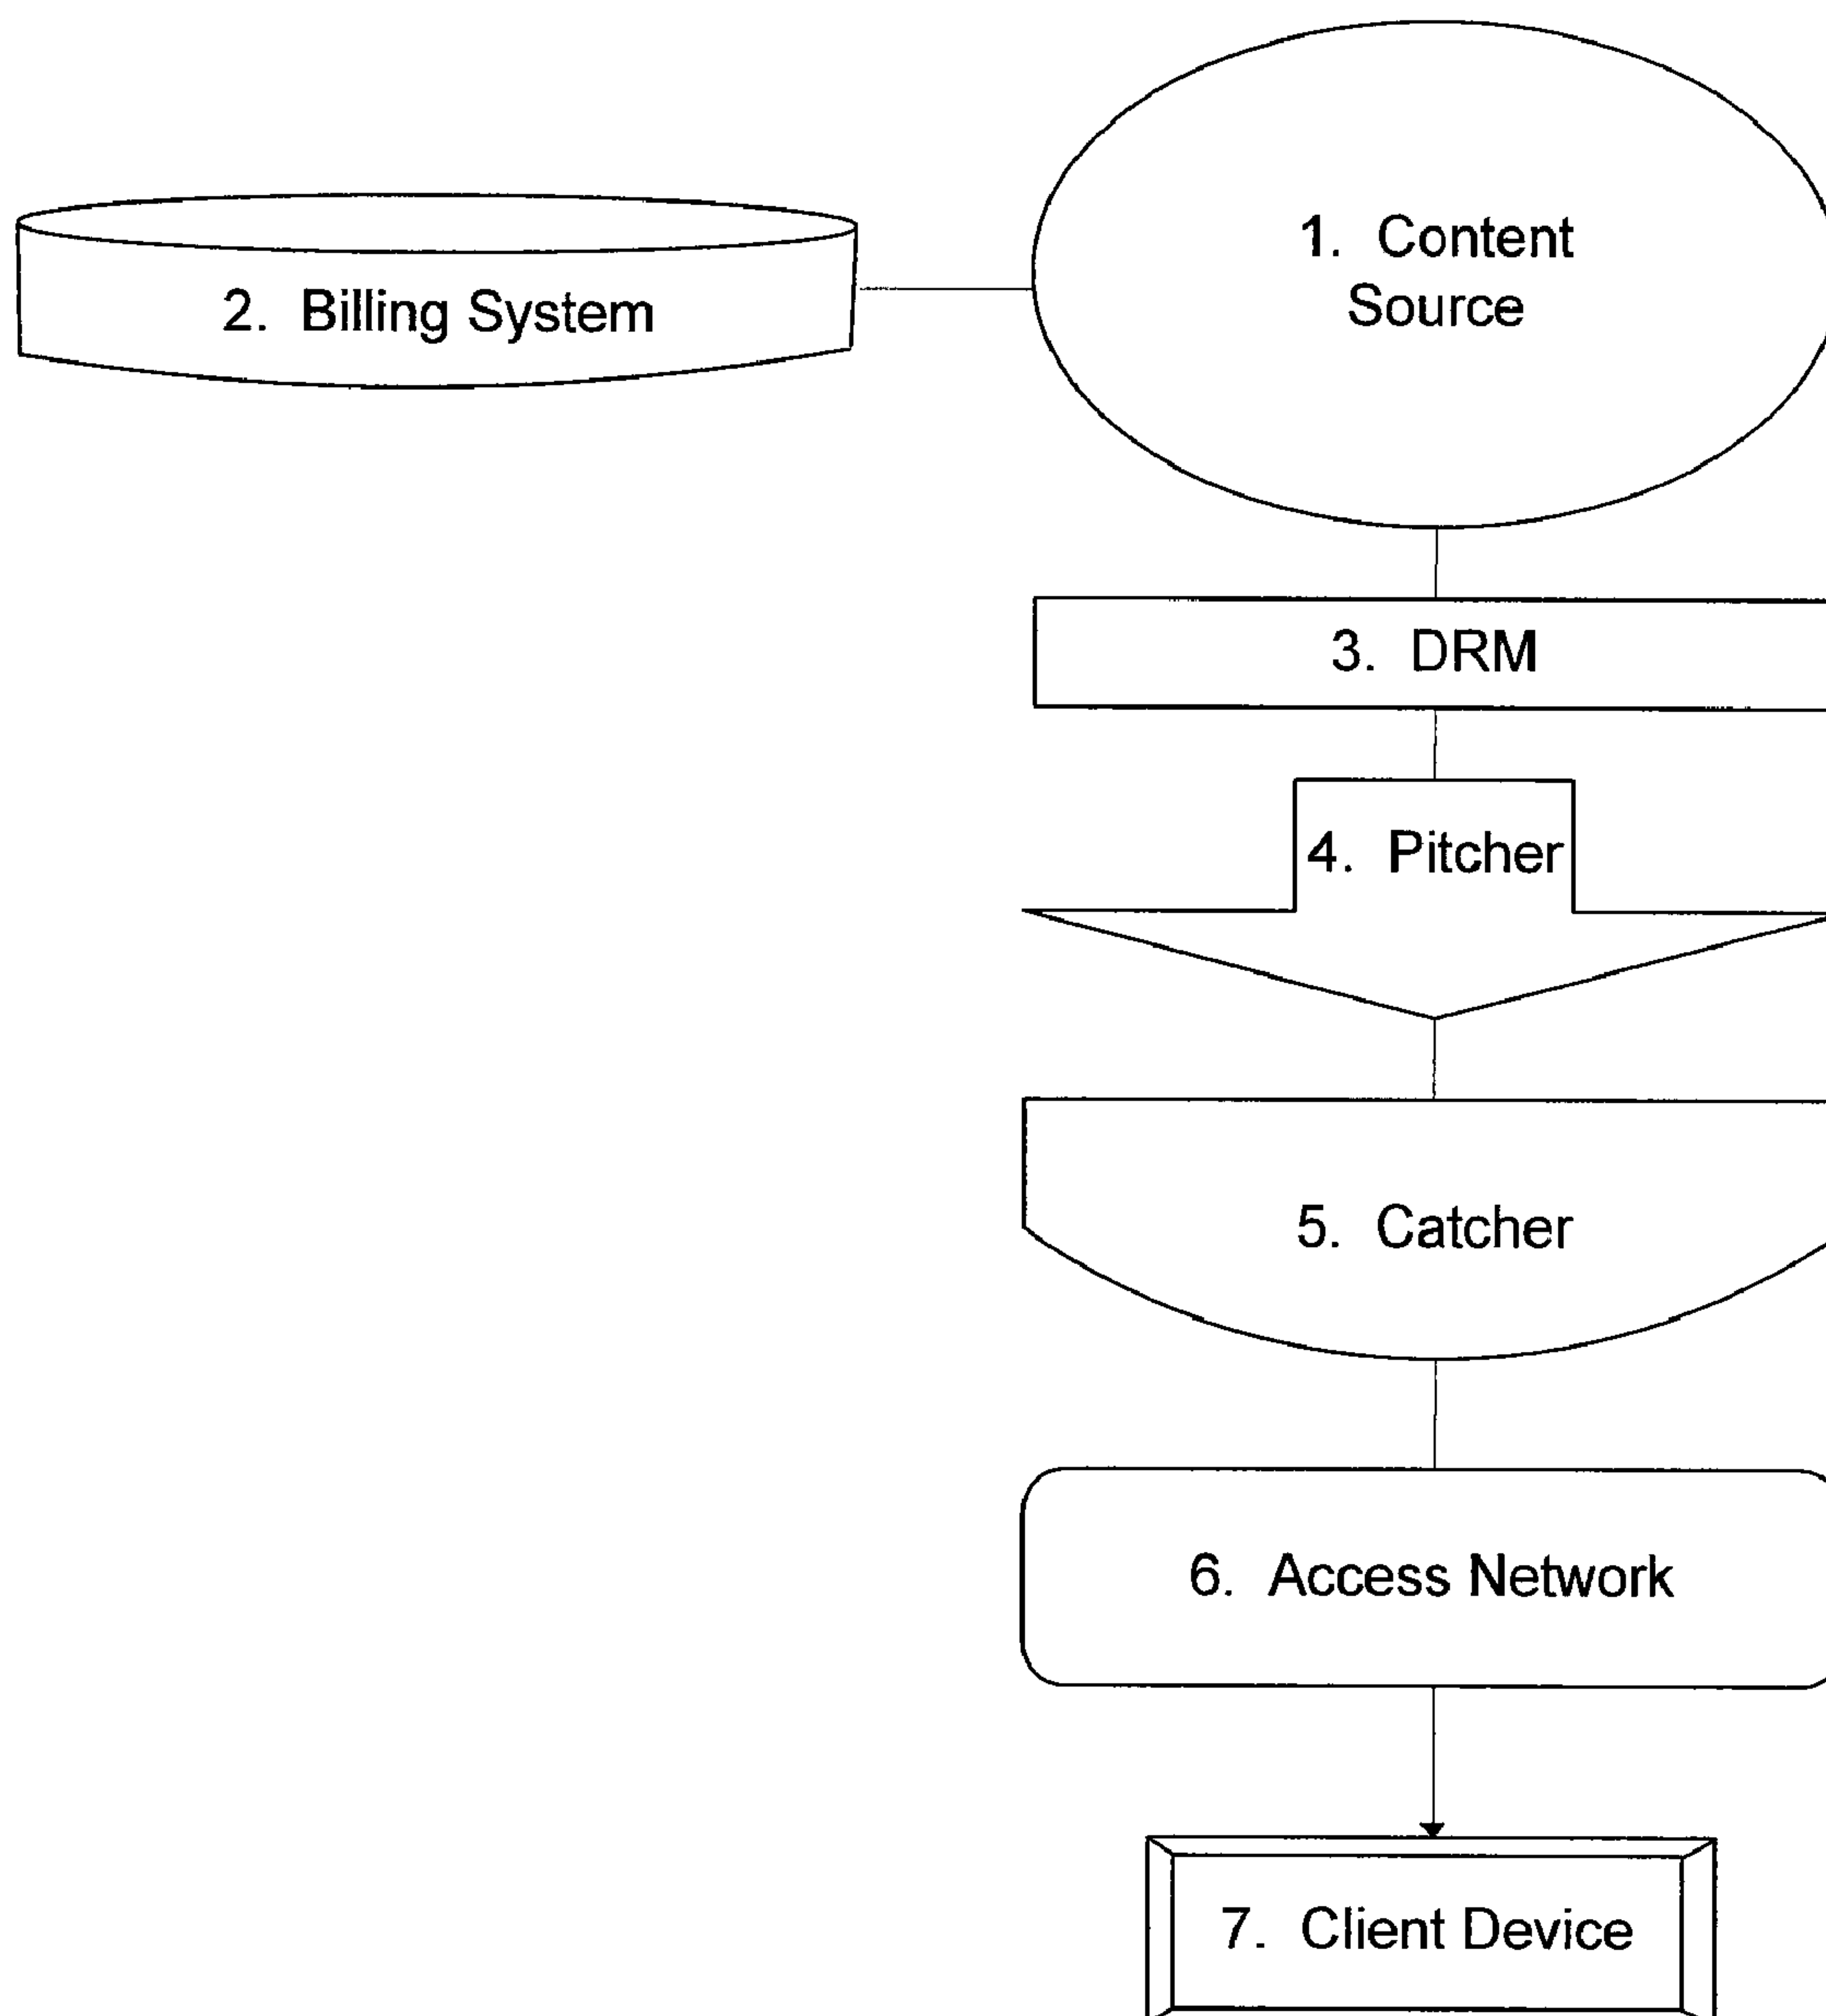 1. Content
Source
2. Billing System
3. DRM
4. Pitcher
5. Catcher
6. Access Network
7. Client Device